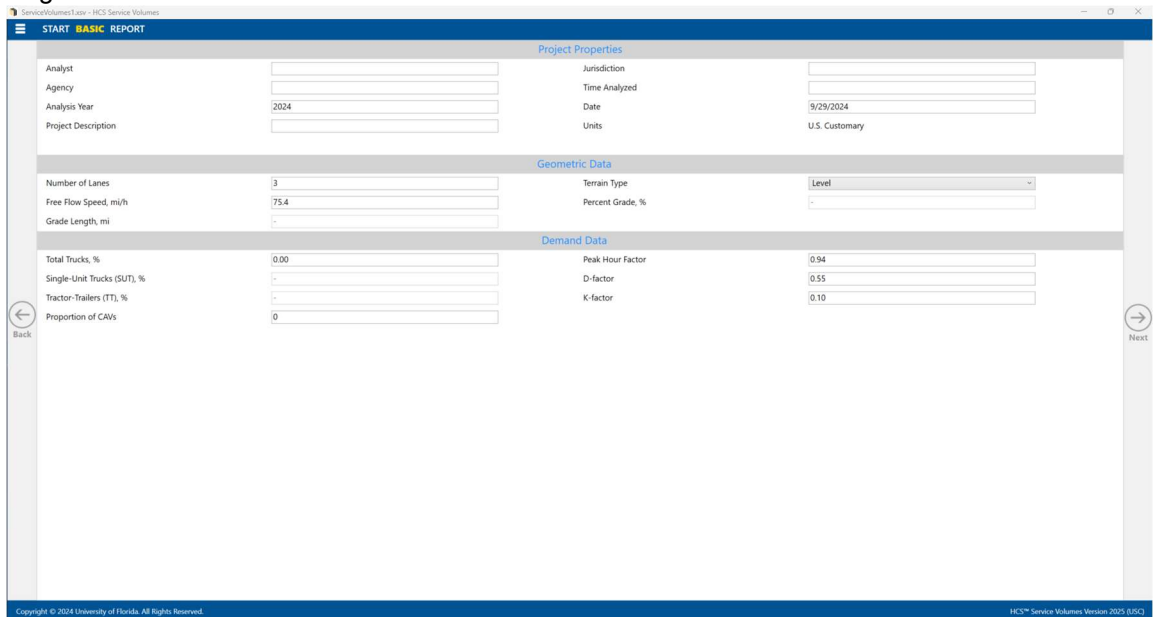 ServiceVolumes1.xsv - HCS Service Volumes
START BASIC REPORT
Project Properties
Analyst Jurisdiction
Agency Time Analyzed
Analysis Year 2024 Date 9/29/2024
Project Description Units U.S. Customary
Geometric Data
Number of Lanes 3 Terrain Type Level
Free Flow Speed, mi/h 75.4 Percent Grade, % -
Grade Length, mi -
Demand Data
Total Trucks, % 0.00 Peak Hour Factor 0.94
Single-Unit Trucks (SUT), % - D-factor 0.55
Tractor-Trailers (TT), % - K-factor 0.10
Proportion of CAVs 0
Back
Next
Copyright © 2024 University of Florida. All Rights Reserved. HCS™ Service Volumes Version 2025 (USC)